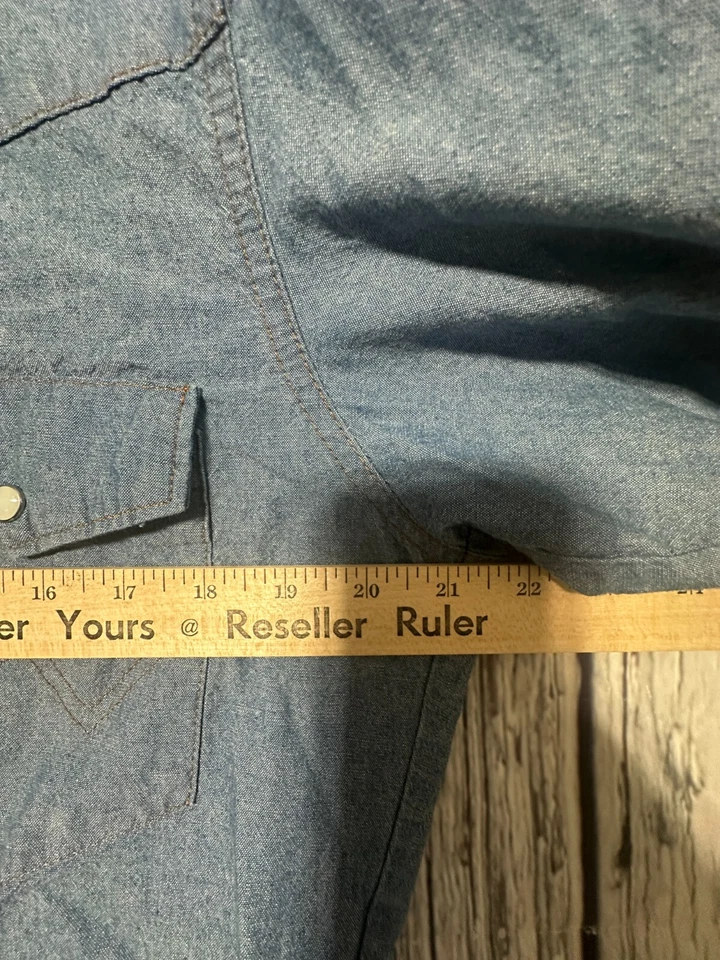 16 17 18 19 20 21 22
er Yours @ Reseller Ruler